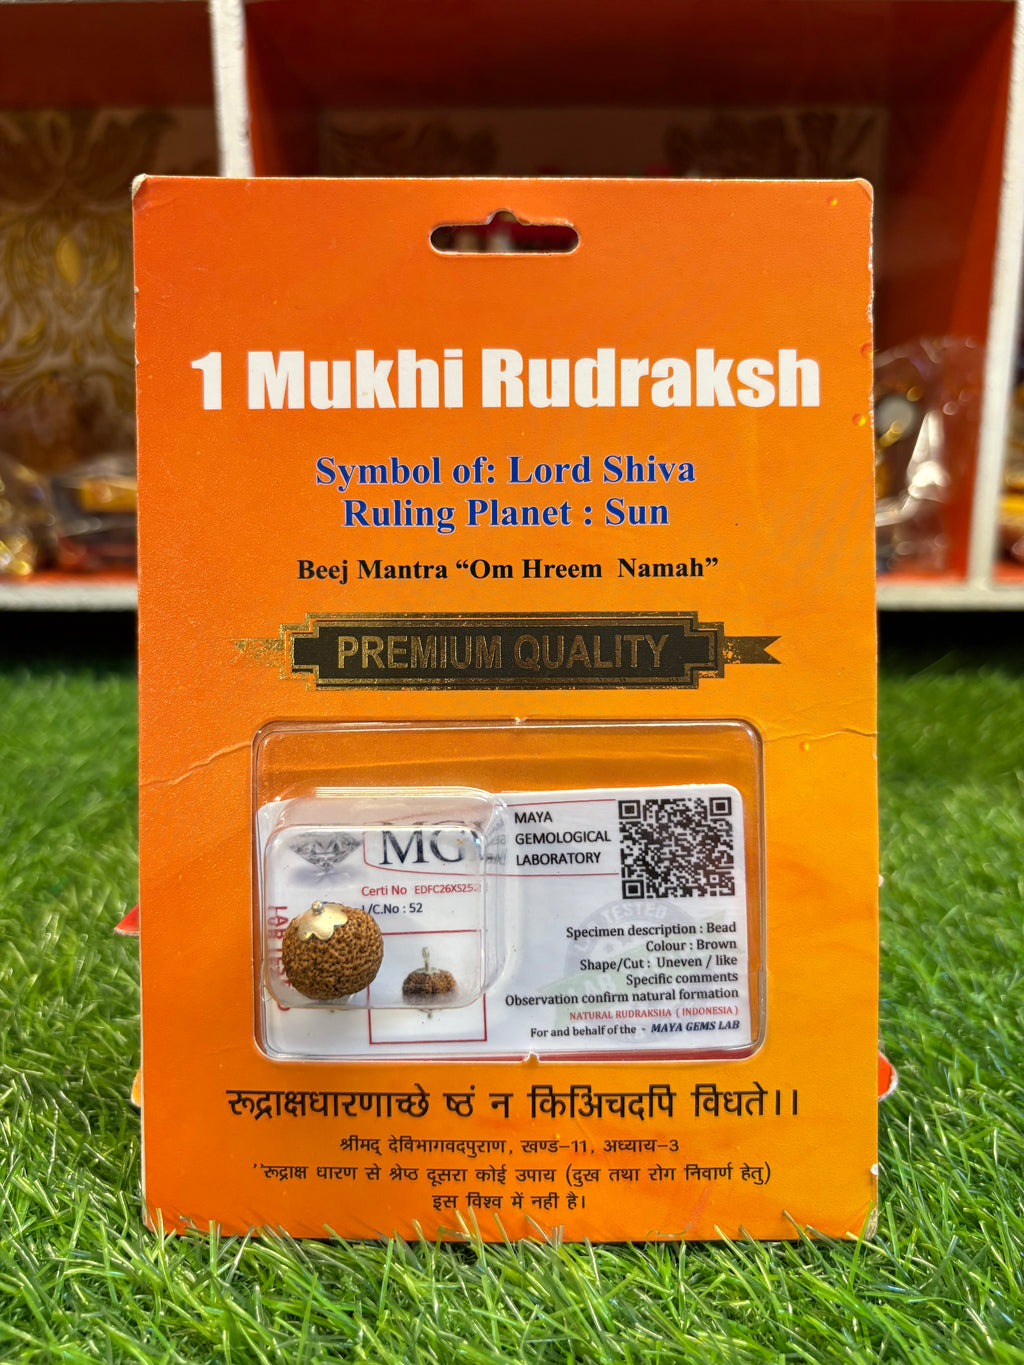 1 Mukhi Rudraksh
Symbol of: Lord Shiva
Ruling Planet : Sun
Beej Mantra “Om Hreem Namah”
PREMIUM QUALITY
MAYA
GEMOLOGICAL
LABORATORY
Certi No EDFC26XS252
/C.No : 52
TESTED
Specimen description : Bead
Colour : Brown
Shape/Cut : Uneven / like
Specific comments
Observation confirm natural formation
NATURAL RUDRAKSHA ( INDONESIA )
For and behalf of the - MAYA GEMS LAB
रूद्राक्षधारणाच्छे ष्ठं न किञिचदपि विधते।।
श्रीमद् देविभागवदपुराण, खण्ड-11, अध्याय-3
''रूद्राक्ष धारण से श्रेष्ठ दूसरा कोई उपाय (दुख तथा रोग निवार्ण हेतु)
इस विश्व में नही है।